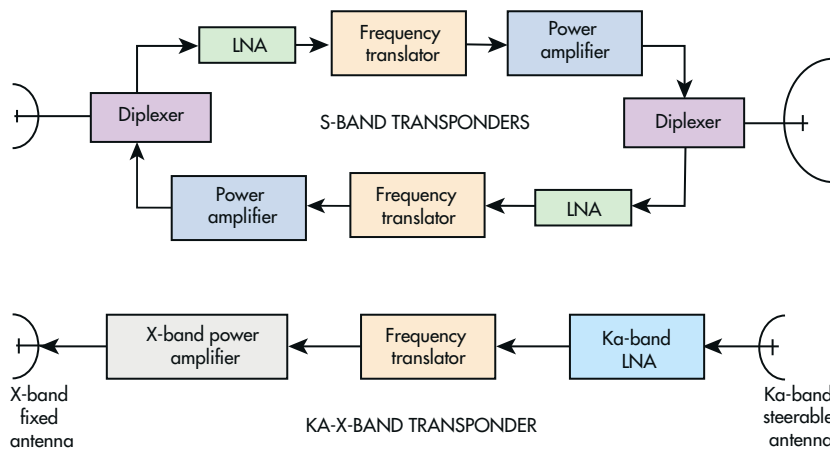 LNA
Frequency
translator
Power
amplifier
Diplexer
S-BAND TRANSPONDERS
Diplexer
Power
amplifier
Frequency
translator
LNA
X-band power
amplifier
Frequency
translator
Ka-band
LNA
X-band
fixed
antenna
KA-X-BAND TRANSPONDER
Ka-band
steerable
antenna